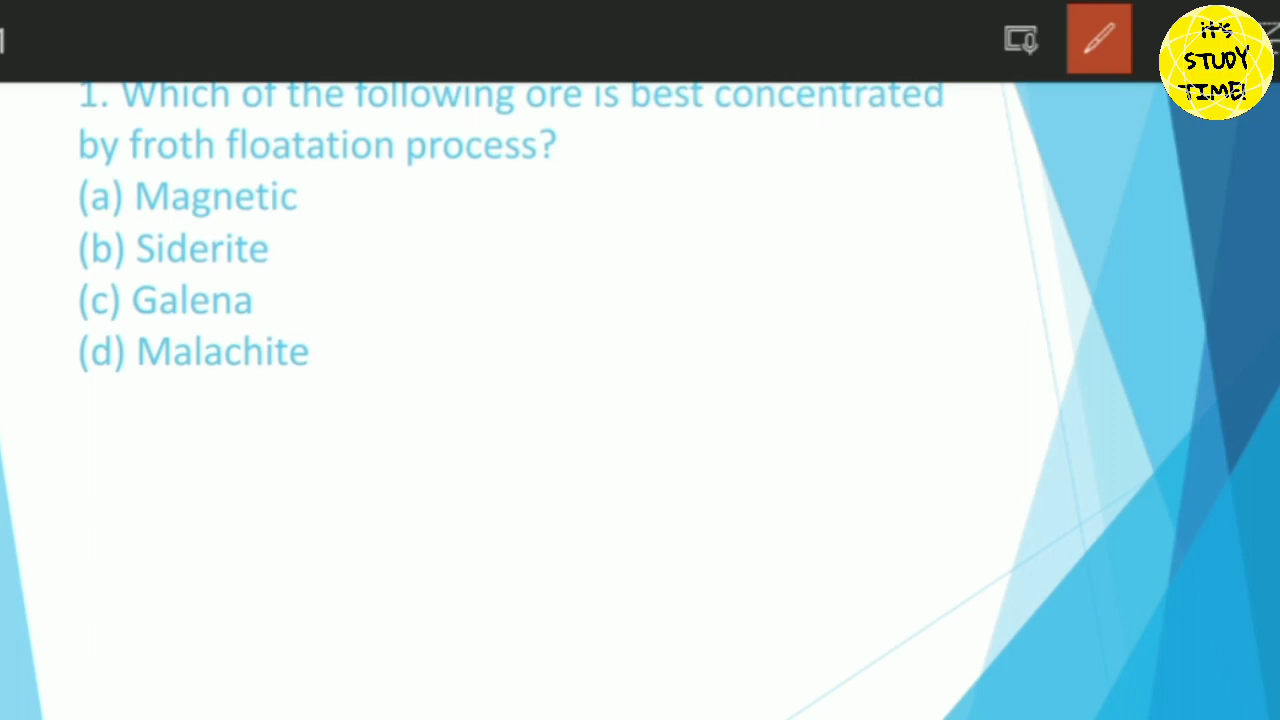 IT'S
STUDY
TIME!
1. Which of the following ore is best concentrated
by froth floatation process?
(a) Magnetic
(b) Siderite
(c) Galena
(d) Malachite